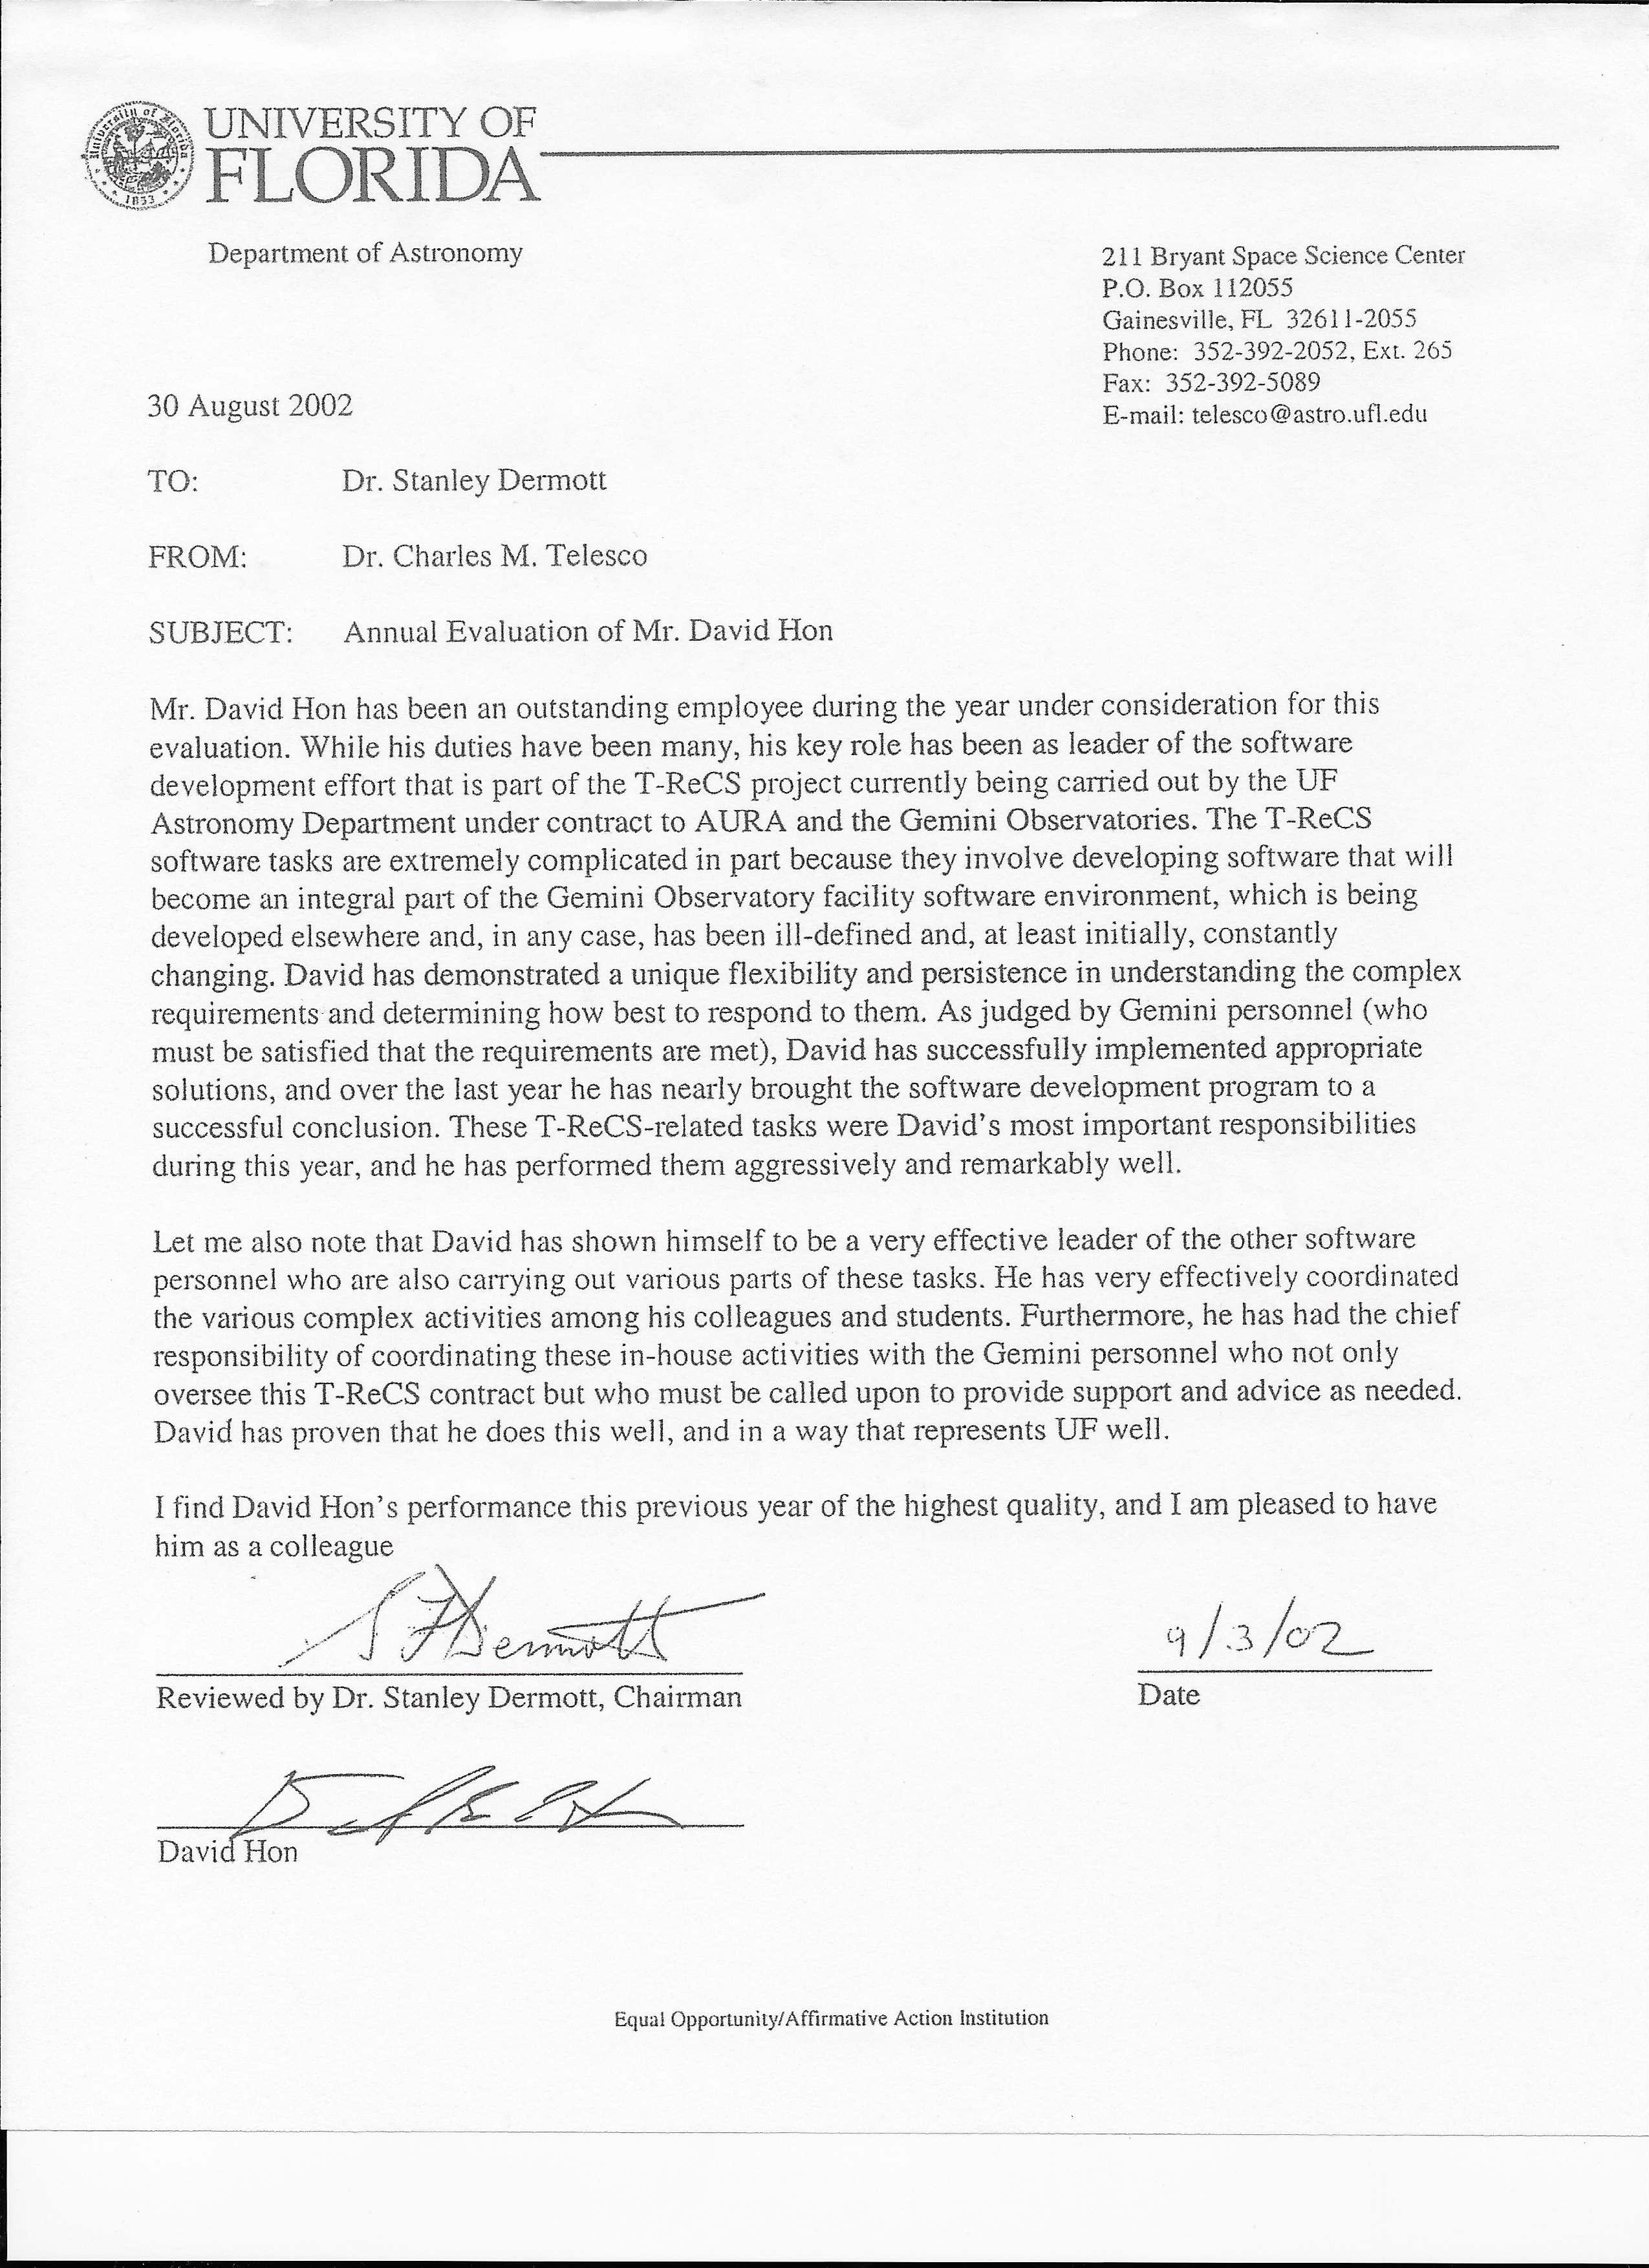 University of Florida
1853
UNIVERSITY OF
FLORIDA
Department of Astronomy
211 Bryant Space Science Center
P.O. Box 112055
Gainesville, FL 32611-2055
Phone: 352-392-2052, Ext. 265
Fax: 352-392-5089
E-mail: telesco@astro.ufl.edu
30 August 2002
TO: Dr. Stanley Dermott
FROM: Dr. Charles M. Telesco
SUBJECT: Annual Evaluation of Mr. David Hon
Mr. David Hon has been an outstanding employee during the year under consideration for this
evaluation. While his duties have been many, his key role has been as leader of the software
development effort that is part of the T-ReCS project currently being carried out by the UF
Astronomy Department under contract to AURA and the Gemini Observatories. The T-ReCS
software tasks are extremely complicated in part because they involve developing software that will
become an integral part of the Gemini Observatory facility software environment, which is being
developed elsewhere and, in any case, has been ill-defined and, at least initially, constantly
changing. David has demonstrated a unique flexibility and persistence in understanding the complex
requirements and determining how best to respond to them. As judged by Gemini personnel (who
must be satisfied that the requirements are met), David has successfully implemented appropriate
solutions, and over the last year he has nearly brought the software development program to a
successful conclusion. These T-ReCS-related tasks were David's most important responsibilities
during this year, and he has performed them aggressively and remarkably well.
Let me also note that David has shown himself to be a very effective leader of the other software
personnel who are also carrying out various parts of these tasks. He has very effectively coordinated
the various complex activities among his colleagues and students. Furthermore, he has had the chief
responsibility of coordinating these in-house activities with the Gemini personnel who not only
oversee this T-ReCS contract but who must be called upon to provide support and advice as needed.
David has proven that he does this well, and in a way that represents UF well.
I find David Hon's performance this previous year of the highest quality, and I am pleased to have
him as a colleague
S F Dermott
9/3/02
Reviewed by Dr. Stanley Dermott, Chairman
Date
David Hon
Equal Opportunity/Affirmative Action Institution